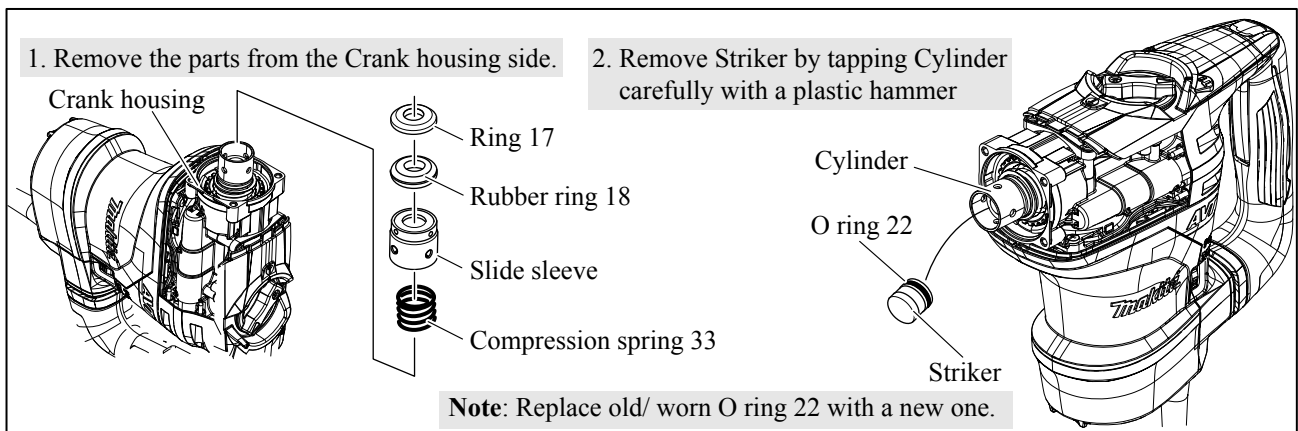 1. Remove the parts from the Crank housing side.
Crank housing
Ring 17
Rubber ring 18
Slide sleeve
Compression spring 33
makita
2. Remove Striker by tapping Cylinder
carefully with a plastic hammer
Cylinder
O ring 22
Striker
makita
Note: Replace old/ worn O ring 22 with a new one.